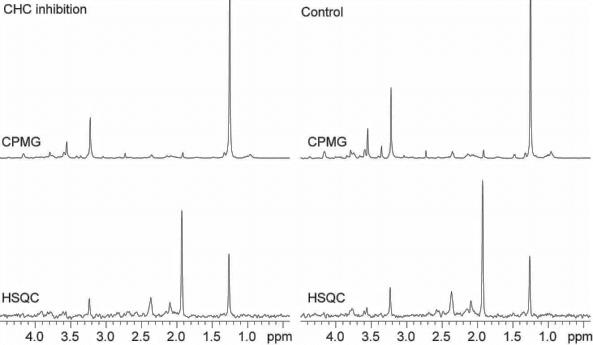 CHC inhibition
Control
CPMG
CPMG
HSQC
HSQC
4.0 3.5 3.0 2.5 2.0 1.5 1.0 ppm
4.0 3.5 3.0 2.5 2.0 1.5 1.0 ppm